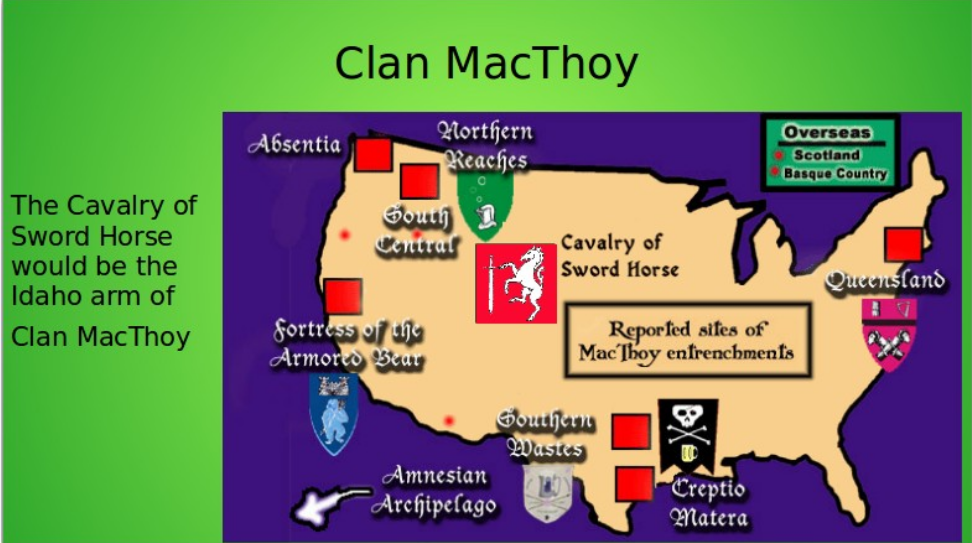 Clan MacThoy
The Cavalry of
Sword Horse
would be the
Idaho arm of
Clan MacThoy
Absentia
Northern
Reaches
Overseas
Scotland
Basque Country
South
Central
Cavalry of
Sword Horse
Queensland
Fortress of the
Armored Bear
Reported sites of
MacThoy entrenchments
Southern
Wastes
Amnesian
Archipelago
Creptio
Matera